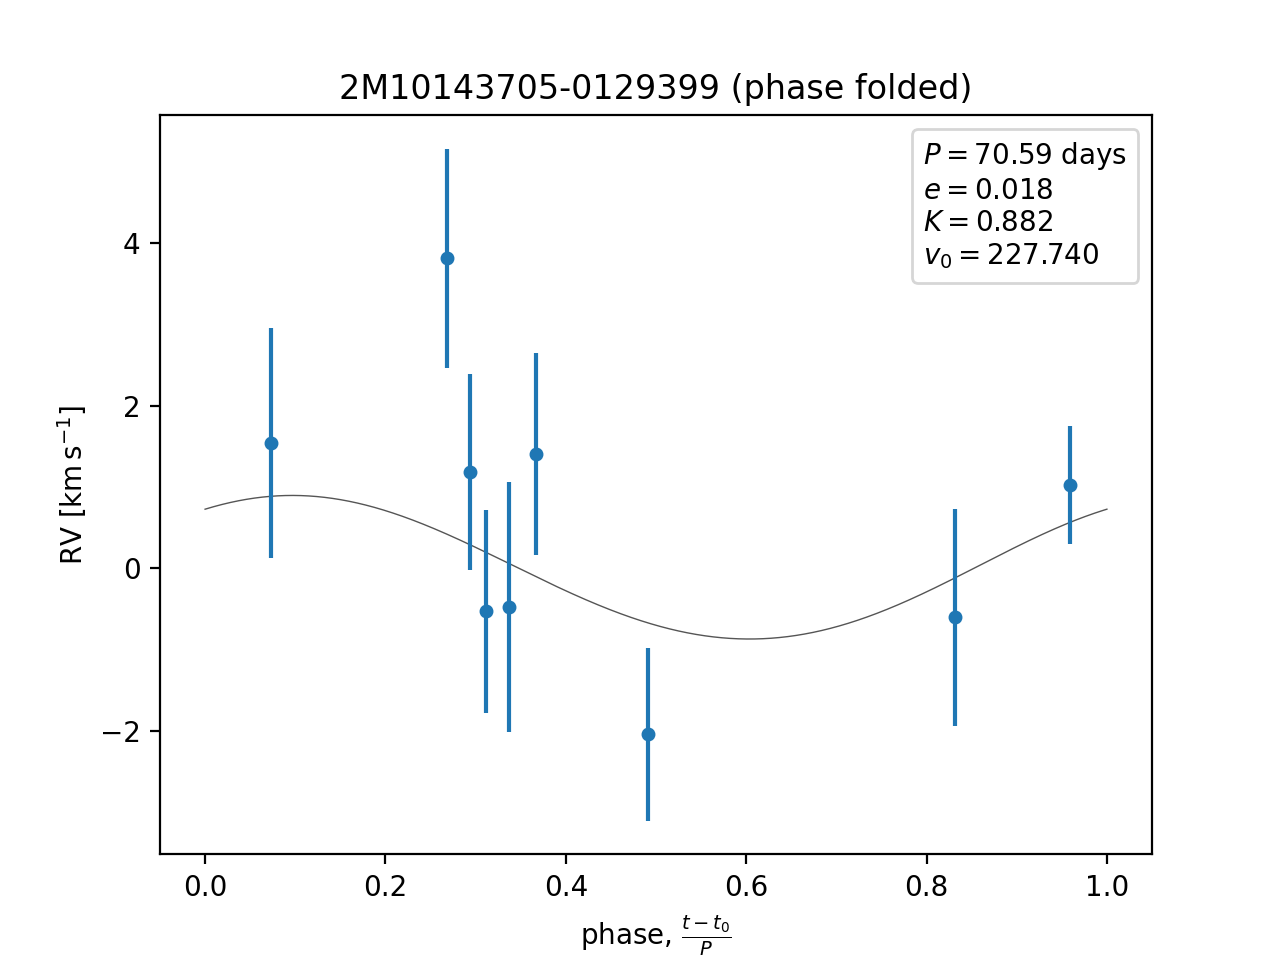 2M10143705-0129399 (phase folded)
P = 70.59 days
e = 0.018
K = 0.882
v₀ = 227.740
4
2
0
−2
RV [km s⁻¹]
0.0 0.2 0.4 0.6 0.8 1.0
phase, (t − t₀)/P